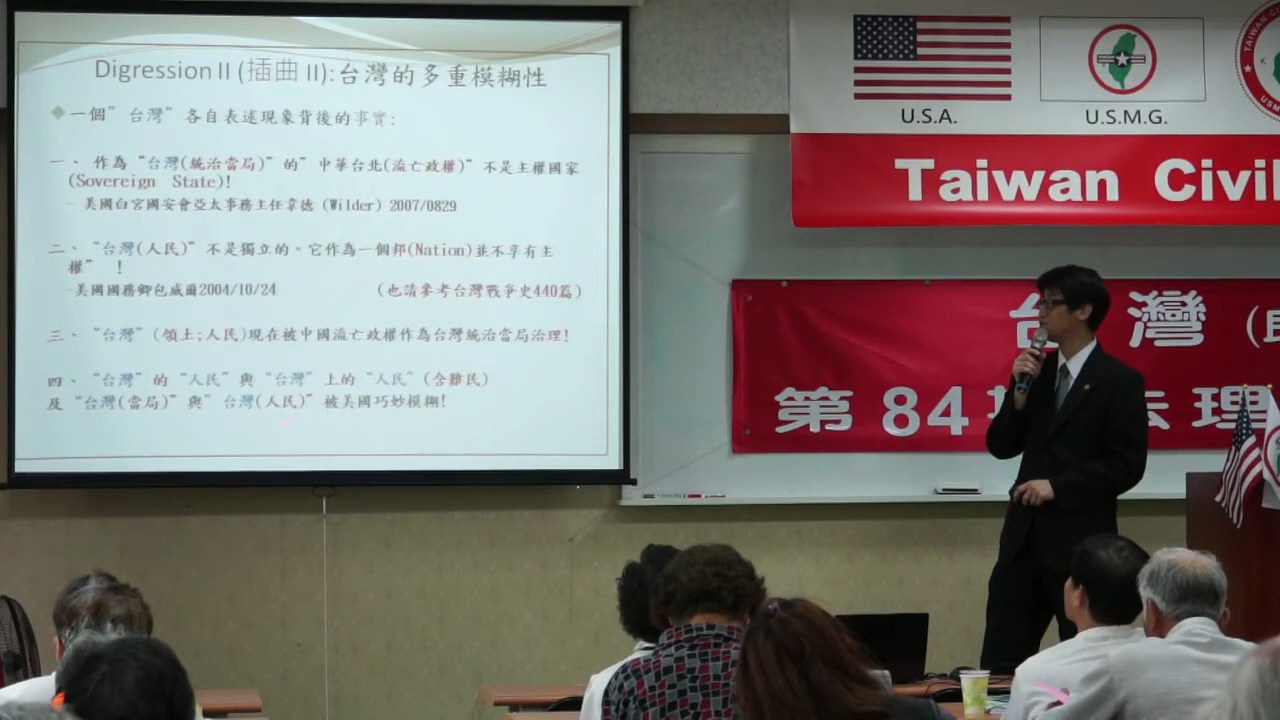 Digression II (插曲 II):台灣的多重模糊性
一個”台灣”各自表述現象背後的事實:
一、 作為“台灣(統治當局)”的”中華台北(流亡政權)”不是主權國家
(Sovereign State)!
- 美國白宮國安會亞太事務主任韋德 (Wilder) 2007/0829
二、“台灣(人民)”不是獨立的。它作為一個邦(Nation)並不享有主
權” !
-美國國務卿包威爾2004/10/24 (也請參考台灣戰爭史440篇)
三、“台灣”(領土;人民)現在被中國流亡政權作為台灣統治當局治理!
四、“台灣”的“人民”與“台灣”上的“人民”(含難民)
及“台灣(當局)”與”台灣(人民)”被美國巧妙模糊!
U.S.A. U.S.M.G.
Taiwan Civil
台灣
第84 法理